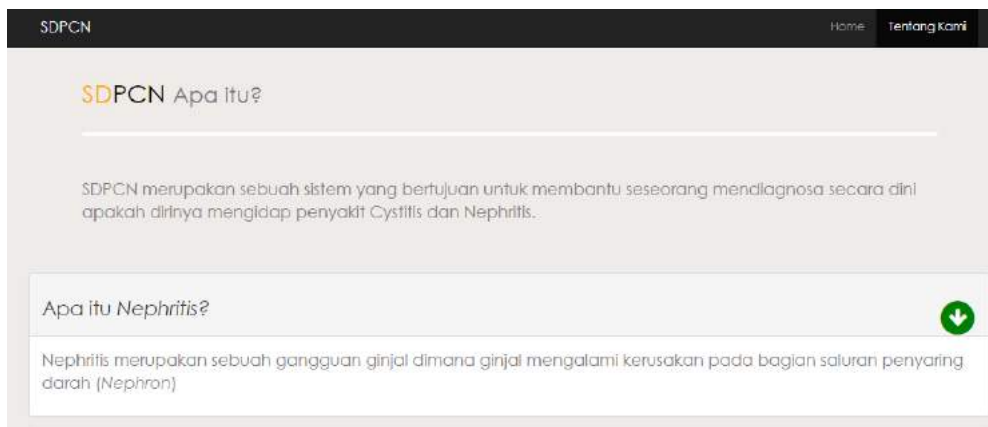 SDPCN
Home
Tentang Kami
SDPCN Apa itu?
SDPCN merupakan sebuah sistem yang bertujuan untuk membantu seseorang mendiagnosa secara dini
apakah dirinya mengidap penyakit Cystitis dan Nephritis.
Apa itu Nephritis?
Nephritis merupakan sebuah gangguan ginjal dimana ginjal mengalami kerusakan pada bagian saluran penyaring
darah (Nephron)